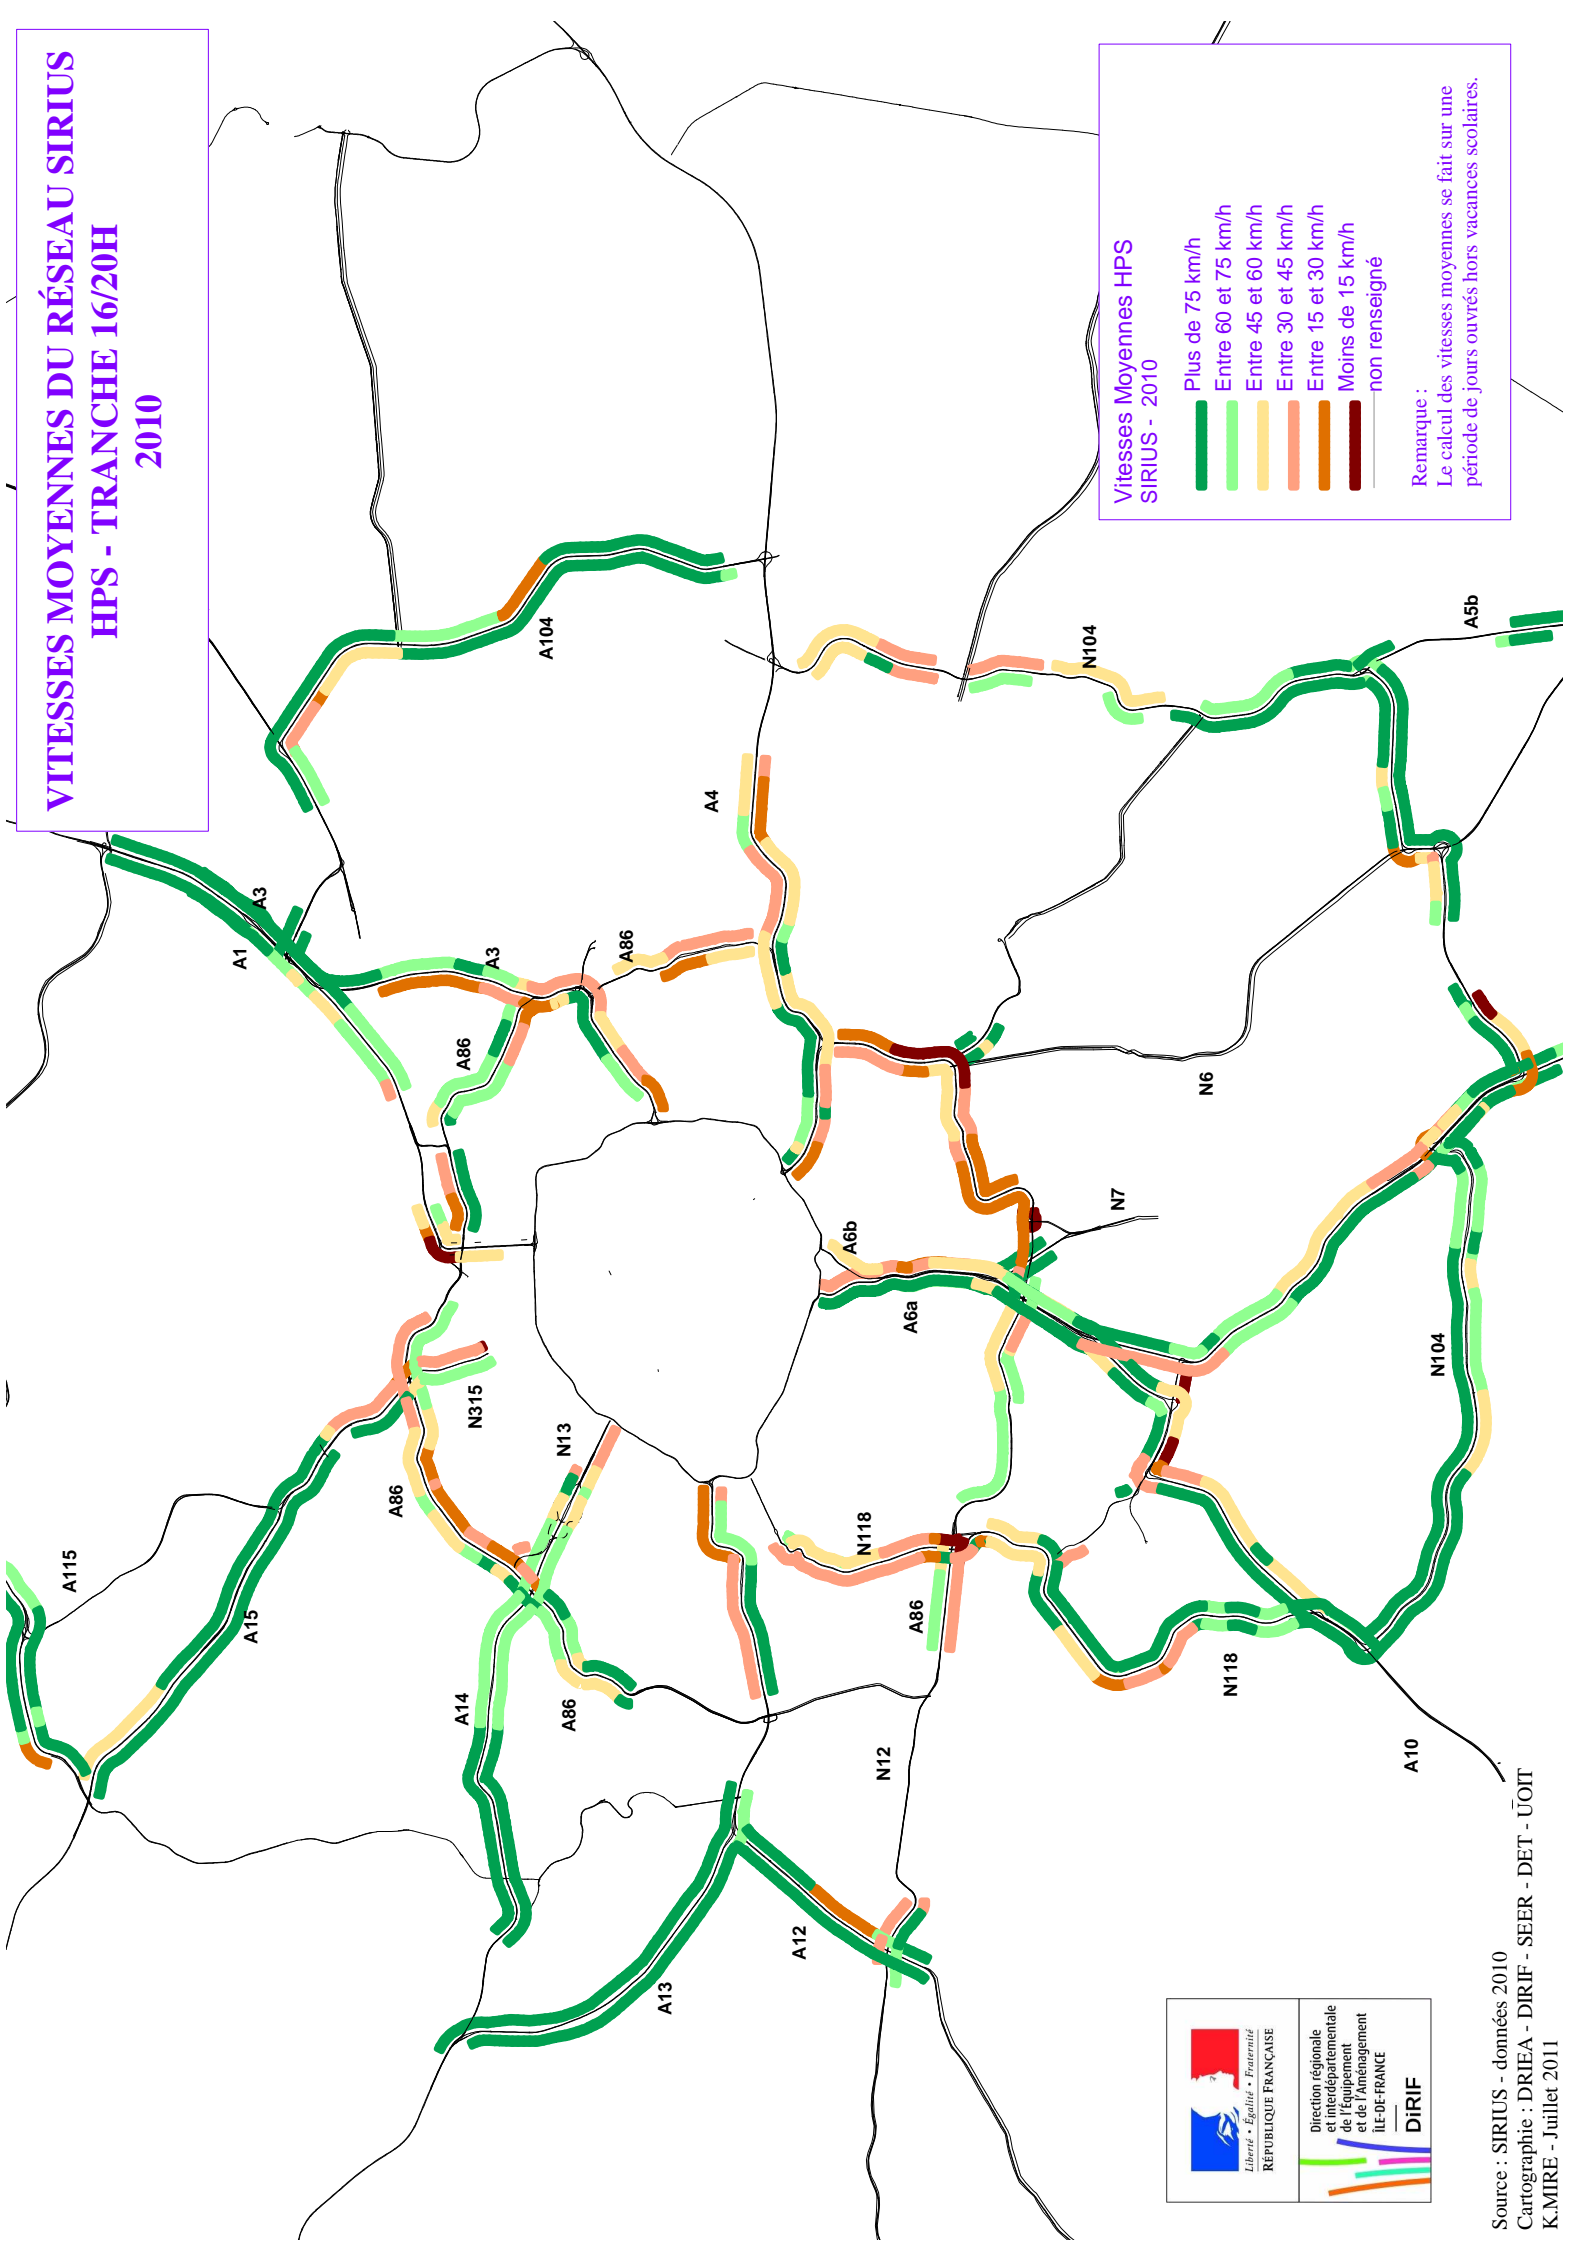 VITESSES MOYENNES DU RÉSEAU SIRIUS
HPS - TRANCHE 16/20H
2010
A115
A15
A14
A13
A12
A86
A86
N13
N315
A86
A1
A3
A3
A86
A86
A104
A4
N12
A86
N118
N118
A10
A6a
A6b
N7
N6
N104
N104
A5b
Vitesses Moyennes HPS
SIRIUS - 2010
Plus de 75 km/h
Entre 60 et 75 km/h
Entre 45 et 60 km/h
Entre 30 et 45 km/h
Entre 15 et 30 km/h
Moins de 15 km/h
non renseigné
Remarque :
Le calcul des vitesses moyennes se fait sur une
période de jours ouvrés hors vacances scolaires.
Liberté • Égalité • Fraternité
RÉPUBLIQUE FRANÇAISE
Direction régionale
et interdépartementale
de l'Équipement
et de l'Aménagement
ÎLE-DE-FRANCE
DiRIF
Source : SIRIUS - données 2010
Cartographie : DRIEA - DIRIF - SEER - DET - UOIT
K.MIRE - Juillet 2011